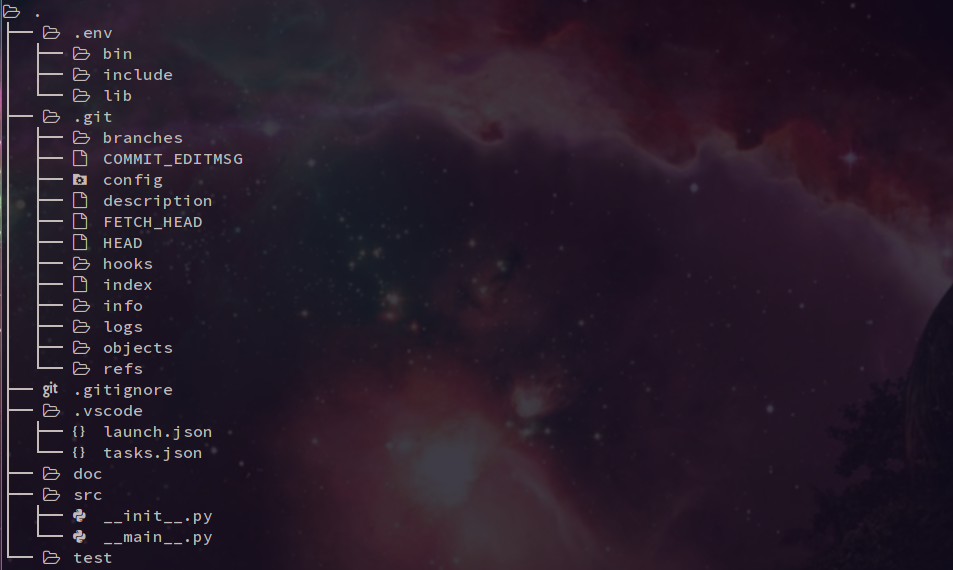 .
.env
bin
include
lib
.git
branches
COMMIT_EDITMSG
config
description
FETCH_HEAD
HEAD
hooks
index
info
logs
objects
refs
git .gitignore
.vscode
{} launch.json
{} tasks.json
doc
src
__init__.py
__main__.py
test